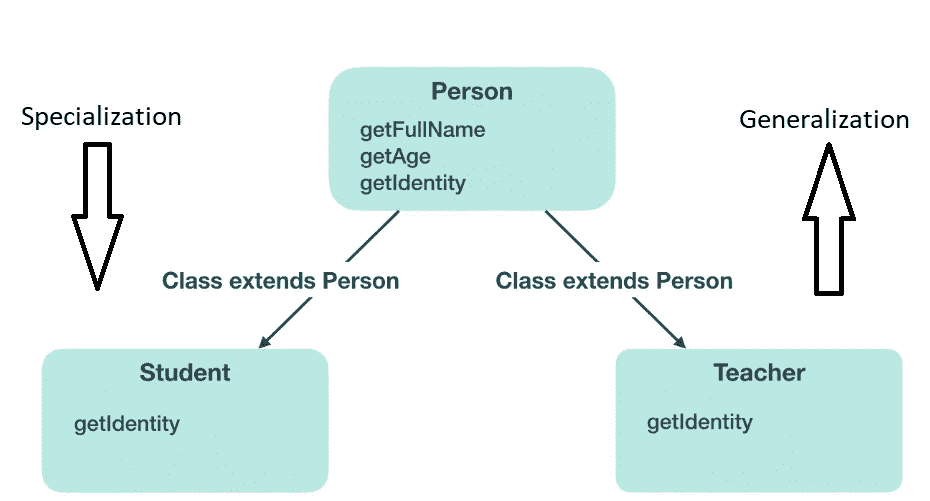 Person
Specialization
Generalization
getFullName
getAge
getIdentity
Class extends Person
Class extends Person
Student
Teacher
getIdentity
getIdentity